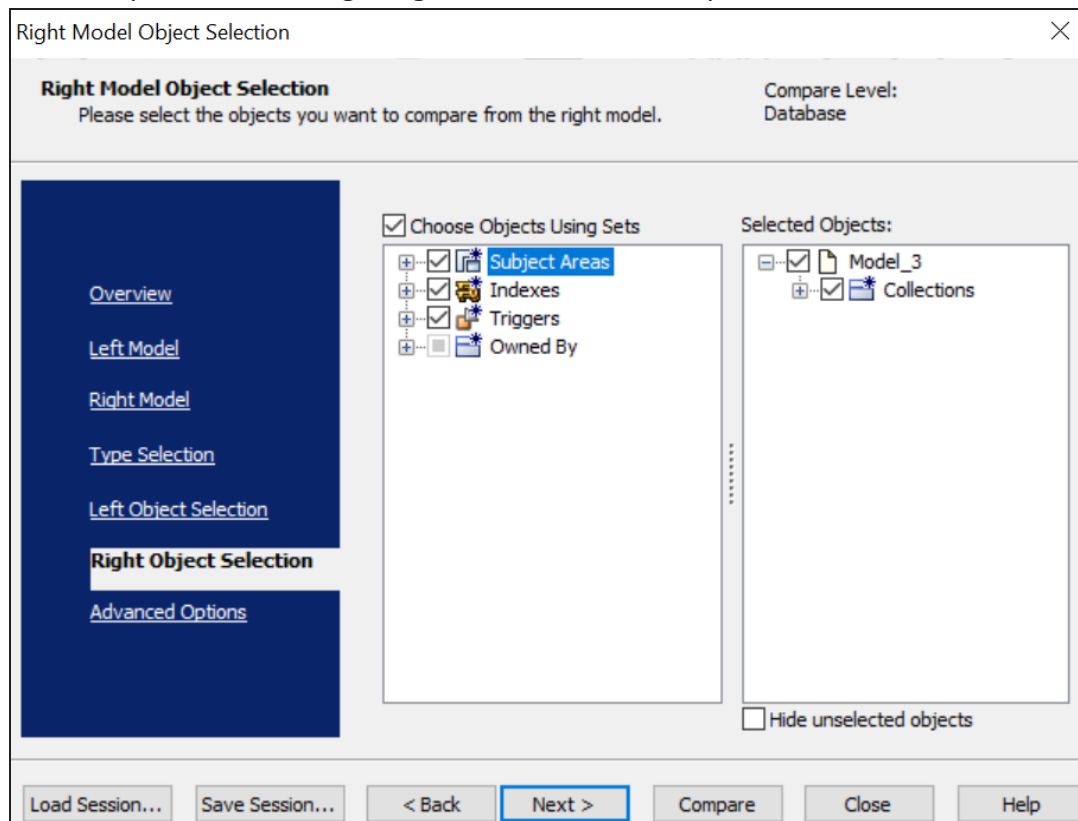 Right Model Object Selection
Right Model Object Selection
Please select the objects you want to compare from the right model.
Compare Level:
Database
Overview
Left Model
Right Model
Type Selection
Left Object Selection
Right Object Selection
Advanced Options
Choose Objects Using Sets
Subject Areas
Indexes
Triggers
Owned By
Selected Objects:
Model_3
Collections
Hide unselected objects
Load Session...
Save Session...
< Back
Next >
Compare
Close
Help